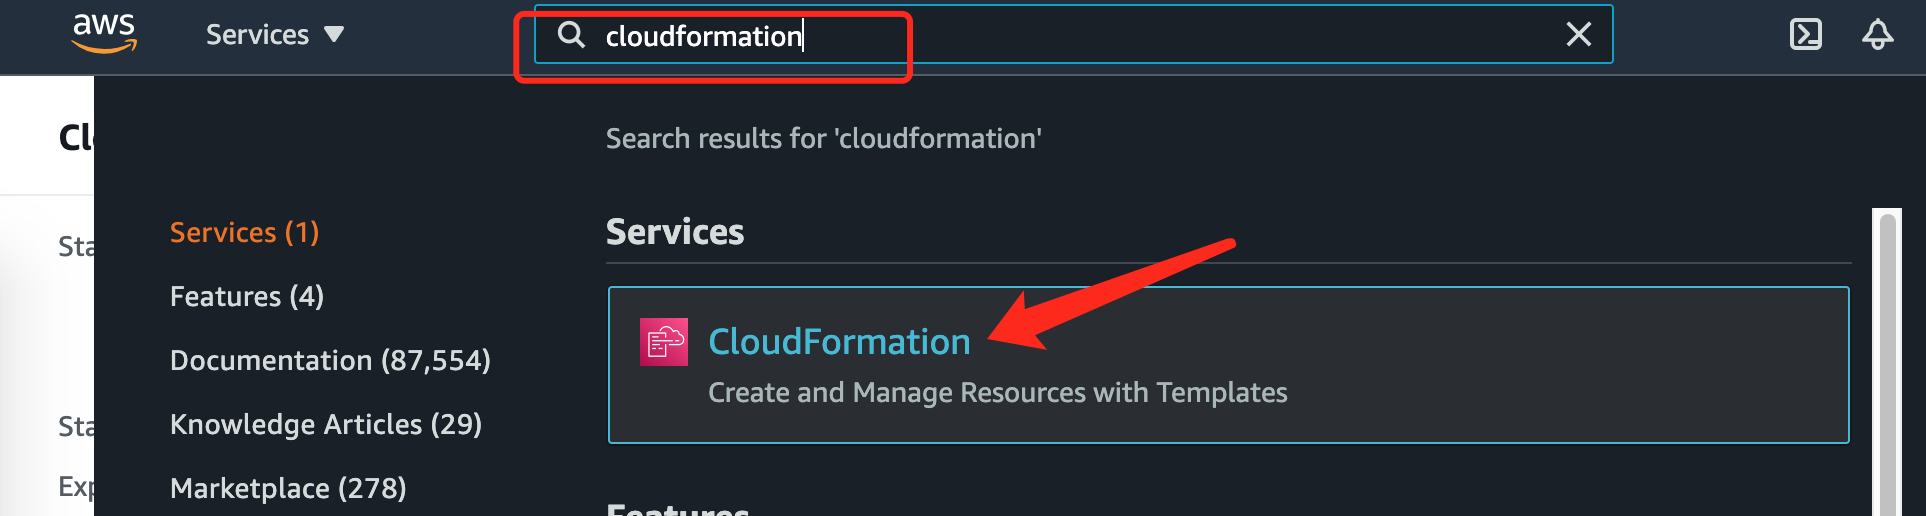 aws
Services
cloudformation
Search results for 'cloudformation'
Services (1)
Features (4)
Documentation (87,554)
Knowledge Articles (29)
Marketplace (278)
Services
CloudFormation
Create and Manage Resources with Templates
Features
Cl
Sta
Sta
Exp